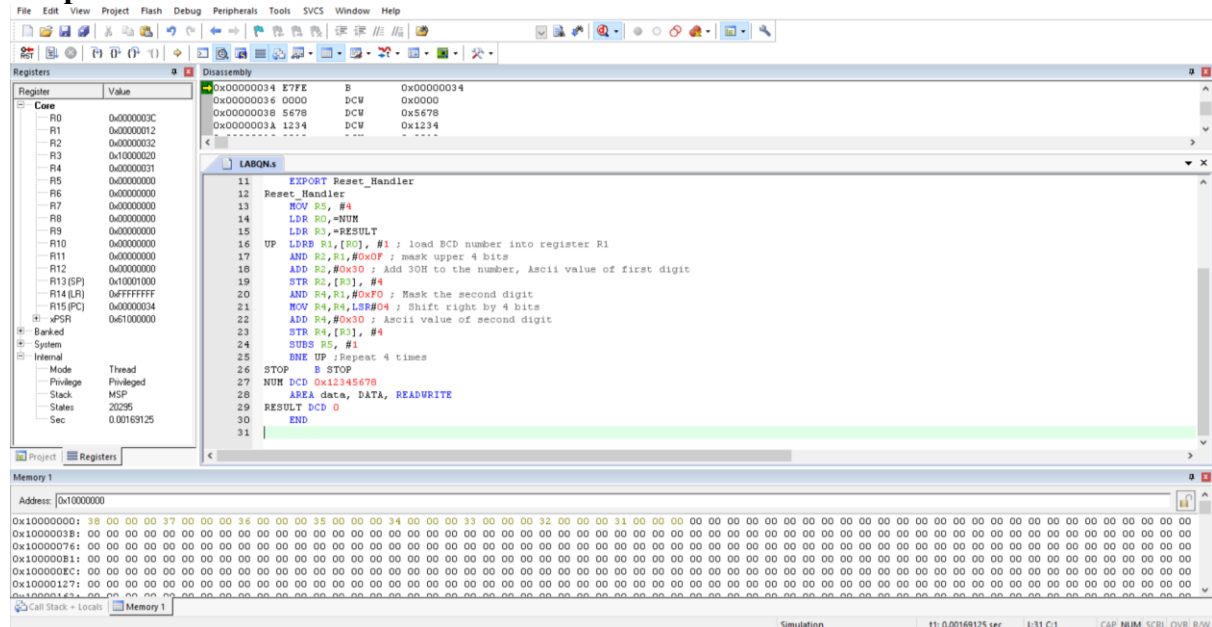 File Edit View Project Flash Debug Peripherals Tools SVCS Window Help
Registers
Register Value
Core
R0 0x0000003C
R1 0x00000012
R2 0x00000032
R3 0x10000020
R4 0x00000031
R5 0x00000000
R6 0x00000000
R7 0x00000000
R8 0x00000000
R9 0x00000000
R10 0x00000000
R11 0x00000000
R12 0x00000000
R13 (SP) 0x10001000
R14 (LR) 0xFFFFFFFF
R15 (PC) 0x00000034
xPSR 0x61000000
Banked
System
Internal
Mode Thread
Privilege Privileged
Stack MSP
States 20295
Sec 0.00169125
Project Registers
Disassembly
0x00000034 E7FE B 0x00000034
0x00000036 0000 DCW 0x0000
0x00000038 5678 DCW 0x5678
0x0000003A 1234 DCW 0x1234
LABQN.s
11 EXPORT Reset_Handler
12 Reset_Handler
13 MOV R5, #4
14 LDR R0,=NUM
15 LDR R3,=RESULT
16 UP LDRB R1,[R0], #1 ; load BCD number into register R1
17 AND R2,R1,#0x0F ; mask upper 4 bits
18 ADD R2,#0x30 ; Add 30H to the number, Ascii value of first digit
19 STR R2,[R3], #4
20 AND R4,R1,#0xF0 ; Mask the second digit
21 MOV R4,R4,LSR#04 ; Shift right by 4 bits
22 ADD R4,#0x30 ; Ascii value of second digit
23 STR R4,[R3], #4
24 SUBS R5, #1
25 BNE UP ;Repeat 4 times
26 STOP B STOP
27 NUM DCD 0x12345678
28 AREA data, DATA, READWRITE
29 RESULT DCD 0
30 END
31
Memory 1
Address: 0x10000000
0x10000000: 38 00 00 00 37 00 00 00 36 00 00 00 35 00 00 00 34 00 00 00 33 00 00 00 32 00 00 00 31 00 00 00 00 00 00 00 00 00 00 00 00 00 00 00 00 00 00 00 00 00 00 00 00 00 00 00 00 00 00
0x1000003B: 00 00 00 00 00 00 00 00 00 00 00 00 00 00 00 00 00 00 00 00 00 00 00 00 00 00 00 00 00 00 00 00 00 00 00 00 00 00 00 00 00 00 00 00 00 00 00 00 00 00 00 00 00 00 00 00 00 00 00
0x10000076: 00 00 00 00 00 00 00 00 00 00 00 00 00 00 00 00 00 00 00 00 00 00 00 00 00 00 00 00 00 00 00 00 00 00 00 00 00 00 00 00 00 00 00 00 00 00 00 00 00 00 00 00 00 00 00 00 00 00 00
0x100000B1: 00 00 00 00 00 00 00 00 00 00 00 00 00 00 00 00 00 00 00 00 00 00 00 00 00 00 00 00 00 00 00 00 00 00 00 00 00 00 00 00 00 00 00 00 00 00 00 00 00 00 00 00 00 00 00 00 00 00 00
0x100000EC: 00 00 00 00 00 00 00 00 00 00 00 00 00 00 00 00 00 00 00 00 00 00 00 00 00 00 00 00 00 00 00 00 00 00 00 00 00 00 00 00 00 00 00 00 00 00 00 00 00 00 00 00 00 00 00 00 00 00 00
0x10000127: 00 00 00 00 00 00 00 00 00 00 00 00 00 00 00 00 00 00 00 00 00 00 00 00 00 00 00 00 00 00 00 00 00 00 00 00 00 00 00 00 00 00 00 00 00 00 00 00 00 00 00 00 00 00 00 00 00 00 00
Call Stack + Locals Memory 1
Simulation t1: 0.00169125 sec L:31 C:1 CAP NUM SCRL OVR R/W